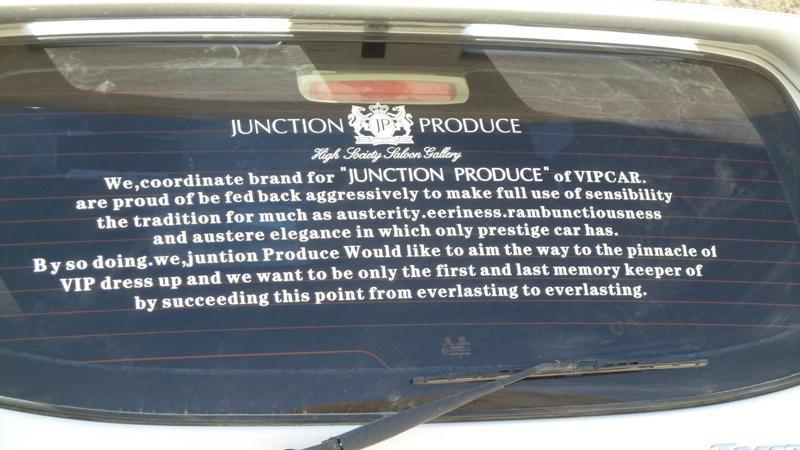 JUNCTION JP PRODUCE
High Society Saloon Gallery
We,coordinate brand for "JUNCTION PRODUCE" of VIPCAR.
are proud of be fed back aggressively to make full use of sensibility
the tradition for much as austerity.eeriness.rambunctiousness
and austere elegance in which only prestige car has.
By so doing.we,juntion Produce Would like to aim the way to the pinnacle of
VIP dress up and we want to be only the first and last memory keeper of
by succeeding this point from everlasting to everlasting.